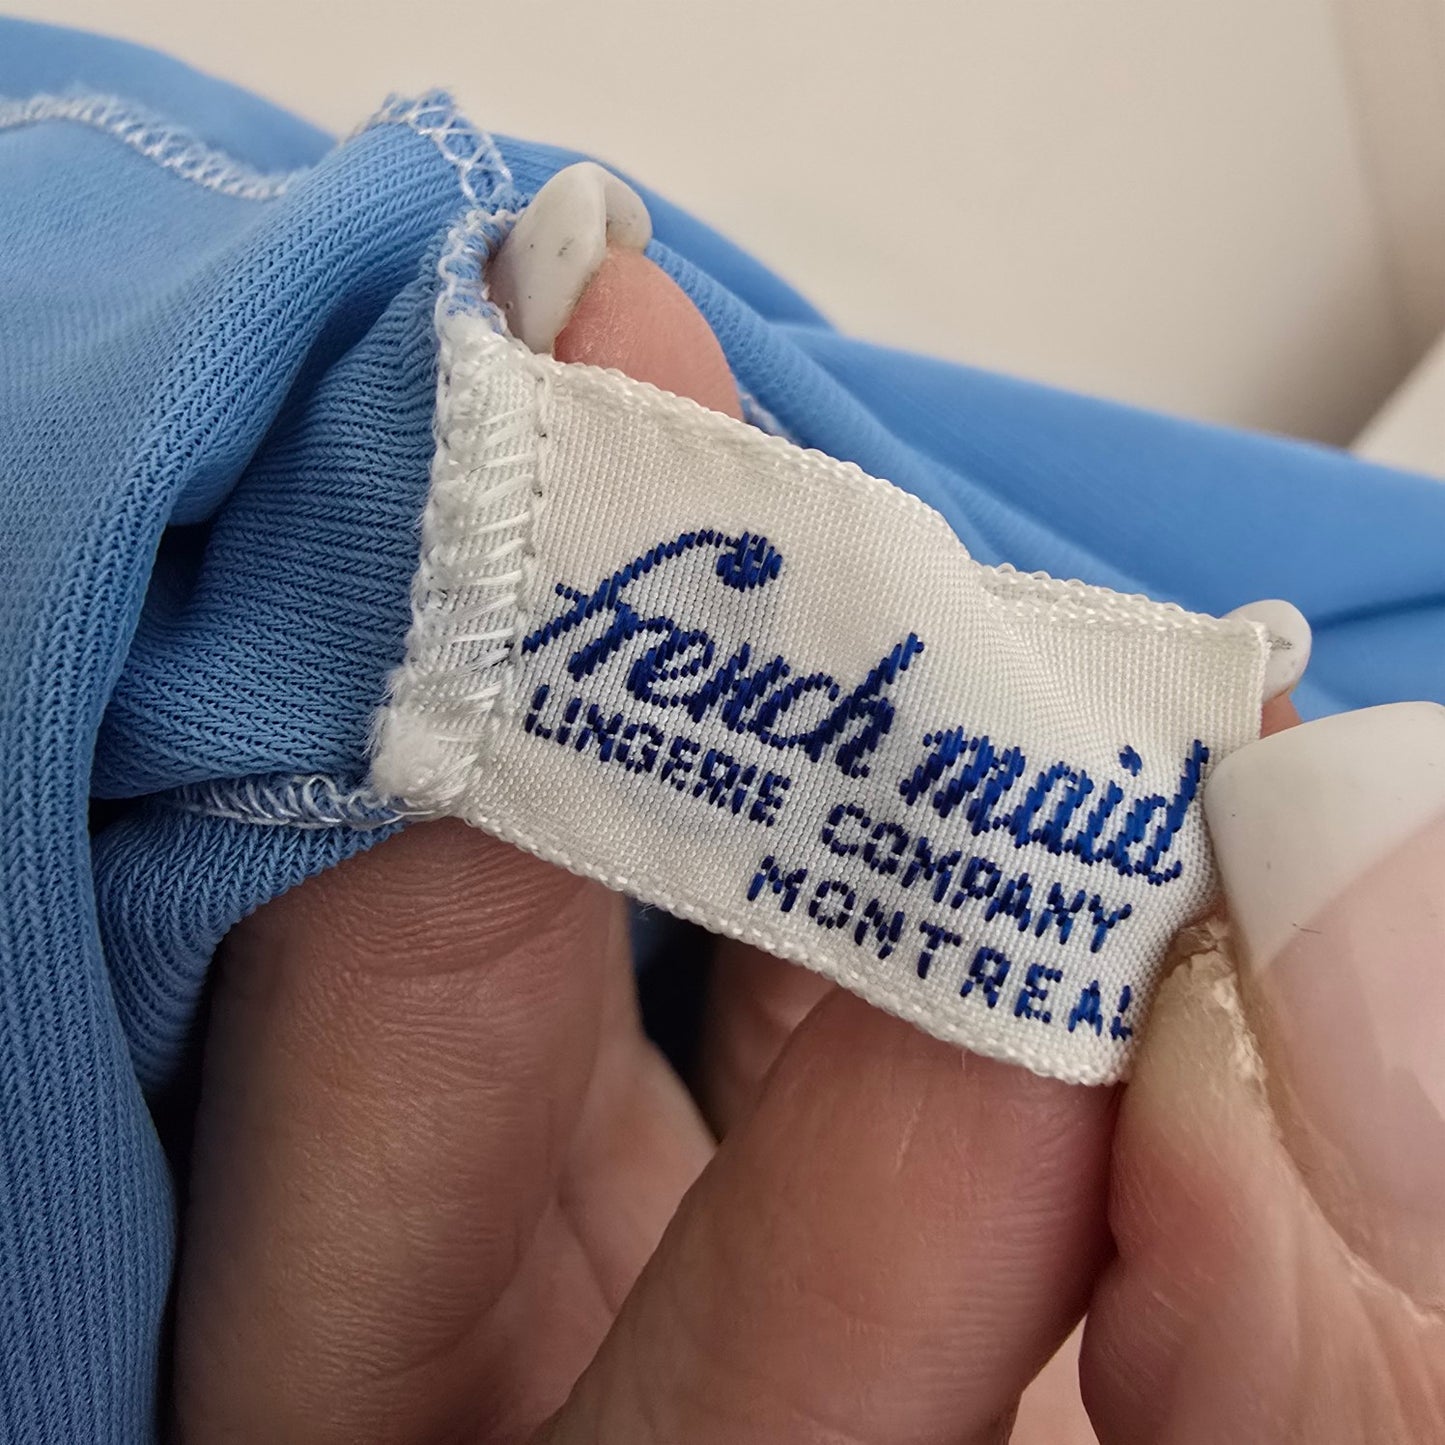 french maid
LINGERIE COMPANY
MONTREAL